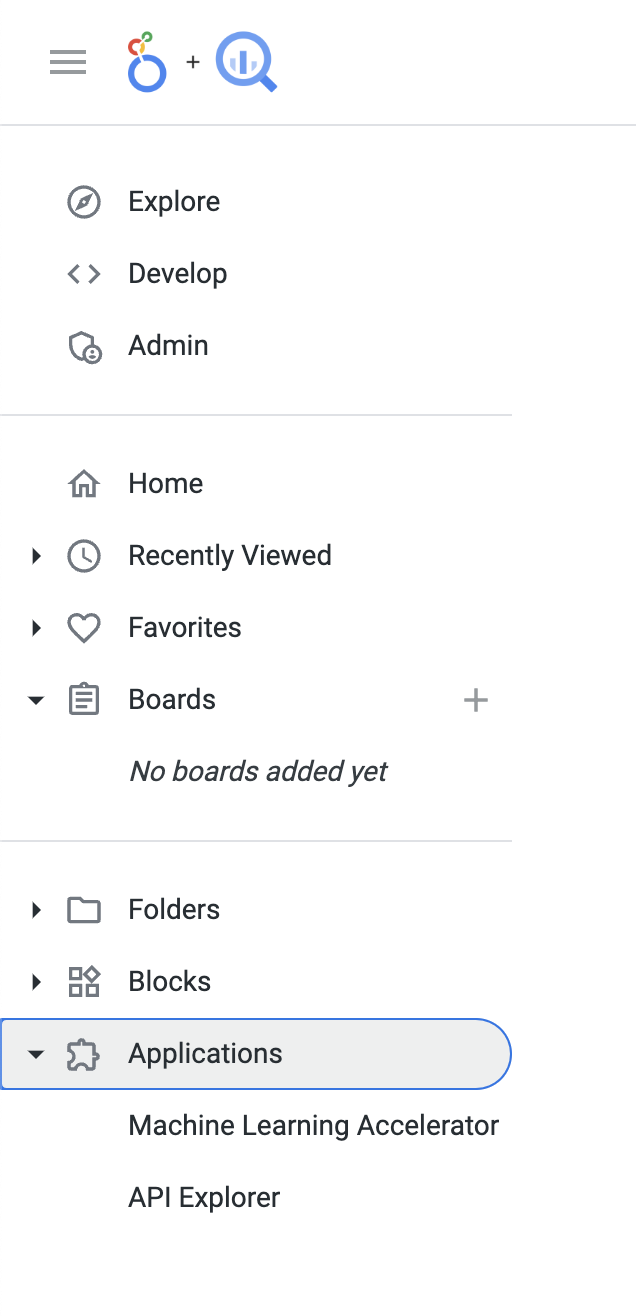 +
Explore
Develop
Admin
Home
Recently Viewed
Favorites
Boards
No boards added yet
Folders
Blocks
Applications
Machine Learning Accelerator
API Explorer